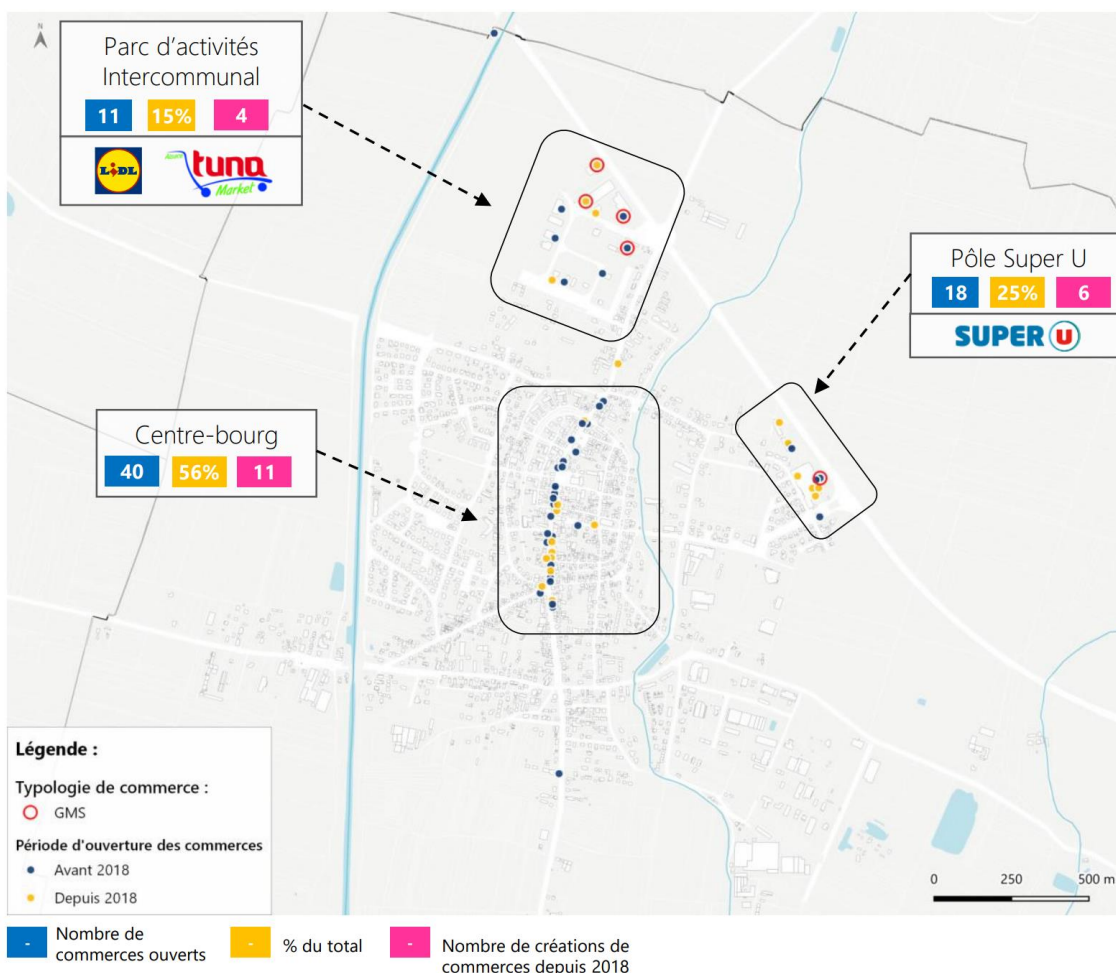 N
Parc d'activités
Intercommunal
11 15% 4
LIDL
Azura
tuna
Market
Pôle Super U
18 25% 6
SUPER U
Centre-bourg
40 56% 11
Légende :
Typologie de commerce :
GMS
Période d'ouverture des commerces
Avant 2018
Depuis 2018
0 250 500 m
- Nombre de
commerces ouverts
- % du total
- Nombre de créations de
commerces depuis 2018